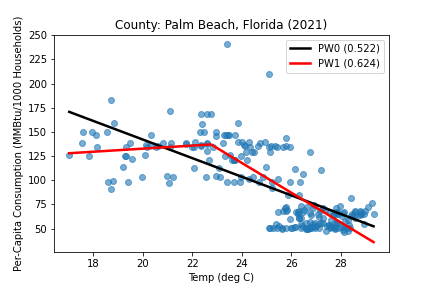 County: Palm Beach, Florida (2021)
PW0 (0.522)
PW1 (0.624)
Per-Capita Consumption (MMBtu/1000 Households)
250
225
200
175
150
125
100
75
50
18 20 22 24 26 28
Temp (deg C)